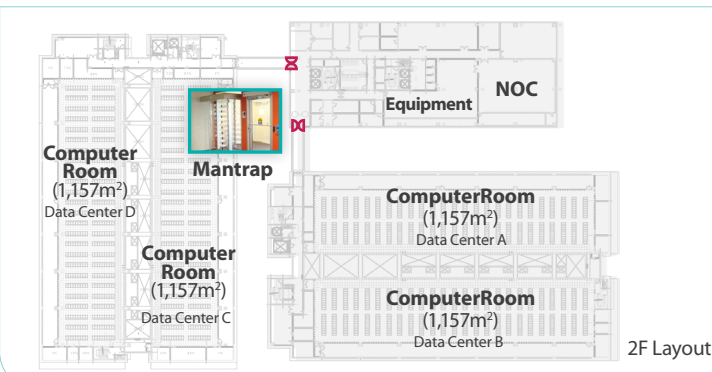 Equipment
NOC
Mantrap
Computer
Room
(1,157m²)
Data Center D
Computer
Room
(1,157m²)
Data Center C
ComputerRoom
(1,157m²)
Data Center A
ComputerRoom
(1,157m²)
Data Center B
2F Layout